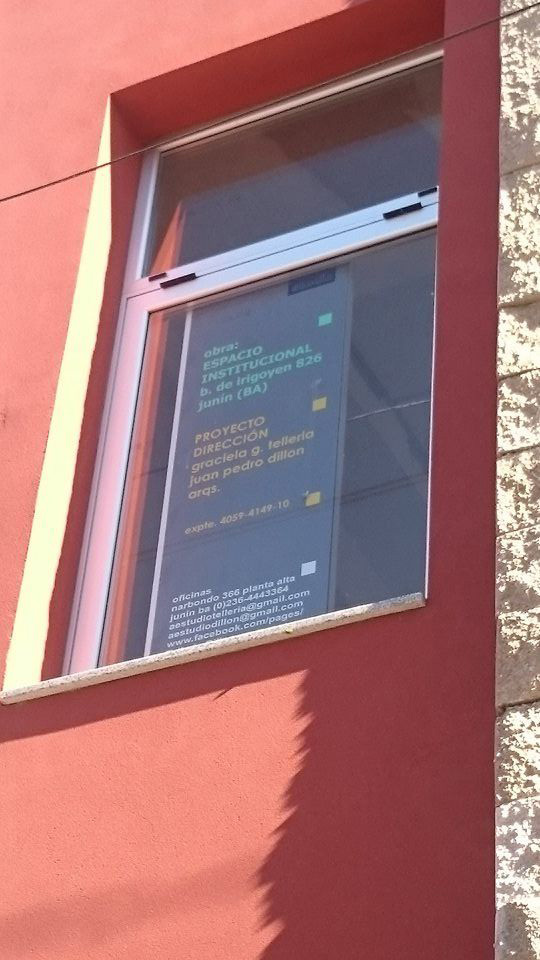 obra:
ESPACIO
INSTITUCIONAL
b. de irigoyen 826
junin (BA)
PROYECTO
DIRECCIÓN
graciela g. telleria
juan pedro dillon
arqs.
expte. 4059-4149-10
oficinas
narbondo 366 planta alta
junin ba (0)236-4443364
aestudiotelleria@gmail.com
aestudiodillon@gmail.com
www.facebook.com/pages/